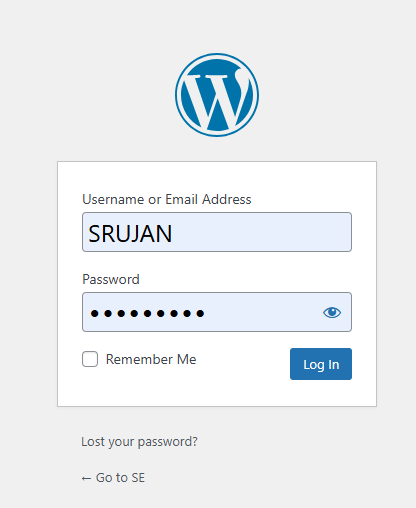 Username or Email Address
SRUJAN
Password
•••••••••
Remember Me
Log In
Lost your password?
← Go to SE